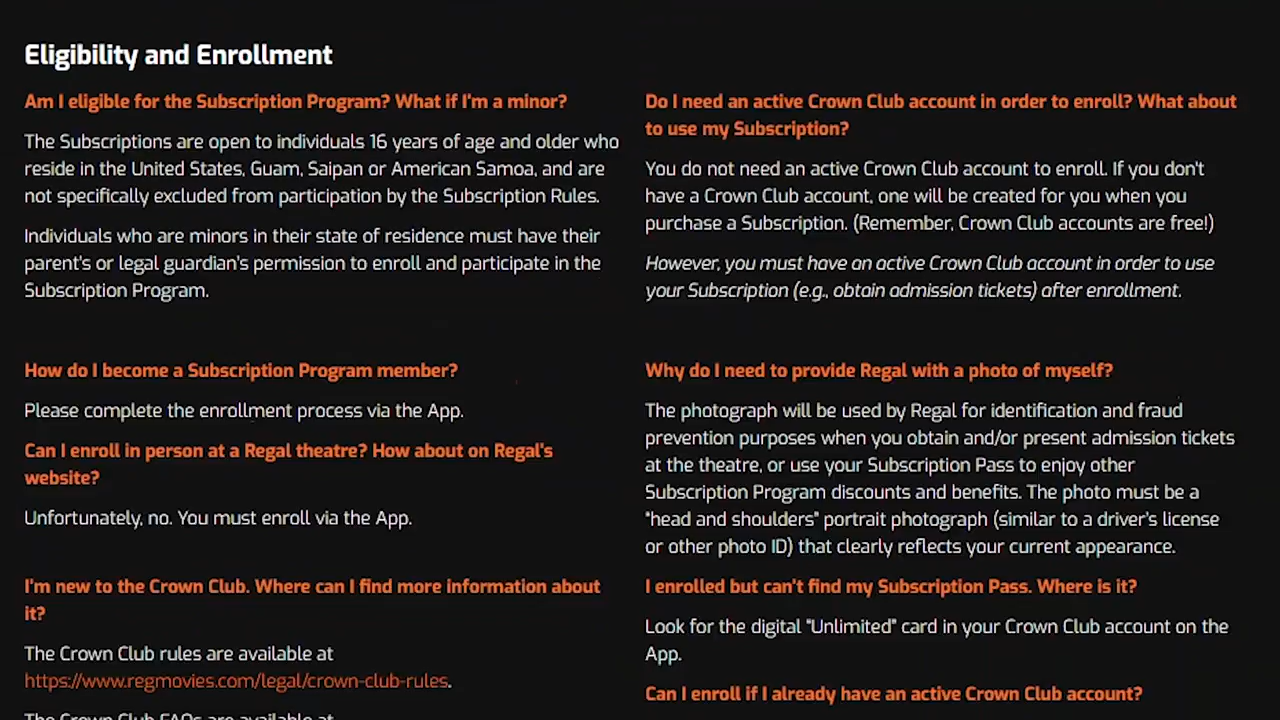 Eligibility and Enrollment
Am I eligible for the Subscription Program? What if I'm a minor?
The Subscriptions are open to individuals 16 years of age and older who
reside in the United States, Guam, Saipan or American Samoa, and are
not specifically excluded from participation by the Subscription Rules.
Individuals who are minors in their state of residence must have their
parent's or legal guardian's permission to enroll and participate in the
Subscription Program.
Do I need an active Crown Club account in order to enroll? What about
to use my Subscription?
You do not need an active Crown Club account to enroll. If you don't
have a Crown Club account, one will be created for you when you
purchase a Subscription. (Remember, Crown Club accounts are free!)
However, you must have an active Crown Club account in order to use
your Subscription (e.g., obtain admission tickets) after enrollment.
How do I become a Subscription Program member?
Please complete the enrollment process via the App.
Can I enroll in person at a Regal theatre? How about on Regal's
website?
Unfortunately, no. You must enroll via the App.
Why do I need to provide Regal with a photo of myself?
The photograph will be used by Regal for identification and fraud
prevention purposes when you obtain and/or present admission tickets
at the theatre, or use your Subscription Pass to enjoy other
Subscription Program discounts and benefits. The photo must be a
"head and shoulders" portrait photograph (similar to a driver's license
or other photo ID) that clearly reflects your current appearance.
I'm new to the Crown Club. Where can I find more information about
it?
The Crown Club rules are available at
https://www.regmovies.com/legal/crown-club-rules.
The Crown Club FAQs are available at
I enrolled but can't find my Subscription Pass. Where is it?
Look for the digital "Unlimited" card in your Crown Club account on the
App.
Can I enroll if I already have an active Crown Club account?